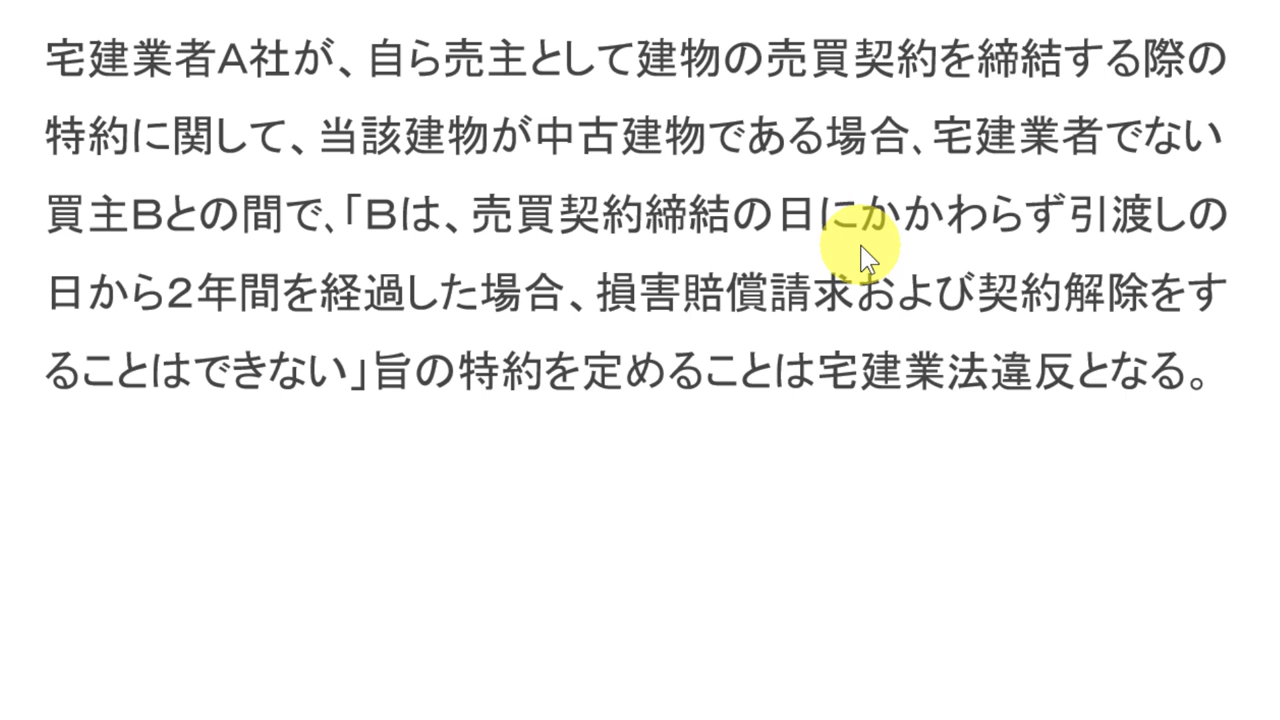 宅建業者Ａ社が、自ら売主として建物の売買契約を締結する際の
特約に関して、当該建物が中古建物である場合、宅建業者でない
買主Ｂとの間で、「Ｂは、売買契約締結の日にかかわらず引渡しの
日から２年間を経過した場合、損害賠償請求および契約解除をす
ることはできない」旨の特約を定めることは宅建業法違反となる。